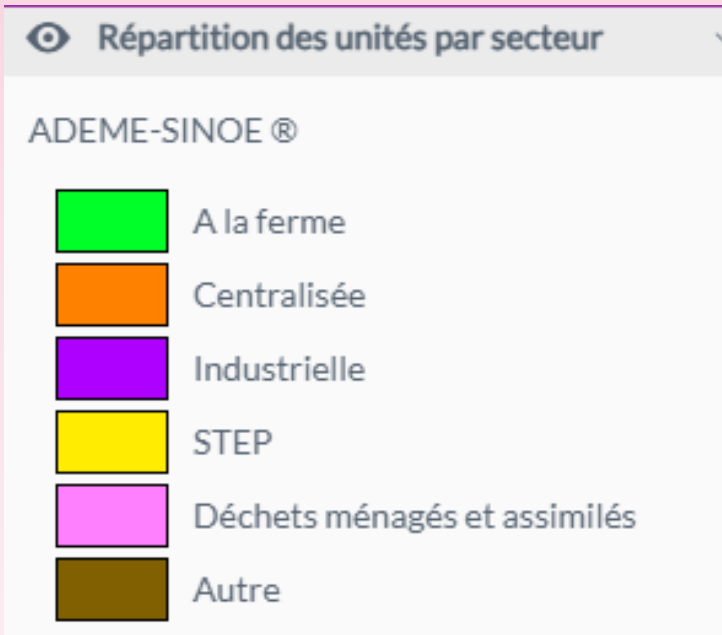 Répartition des unités par secteur
ADEME-SINOE ®
A la ferme
Centralisée
Industrielle
STEP
Déchets ménagés et assimilés
Autre